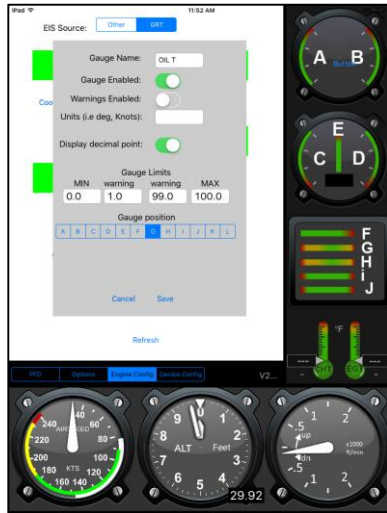 iPad
11:52 AM
EIS Source: Other GRT
Gauge Name: OIL T
Gauge Enabled:
Warnings Enabled:
Units (i.e deg, Knots):
Display decimal point:
Gauge Limits
MIN warning warning MAX
0.0 1.0 99.0 100.0
Gauge position
A B C D E F G H I J K L
Cancel Save
Coo
Refresh
PFD Options Engine Config Device Config V2...
A B
Button
E
C D
F
G
H
i
J
°F
--- ---
- CHT EGT -
40
240 AIRSPEED 60
220 80
200 KTS 100
180 120
160 140
0
9 1
8 2
7 ALT Feet 3
6 4
5
29.92
1 2
.5
up
x1000
ft/min
dn
.5
1 2